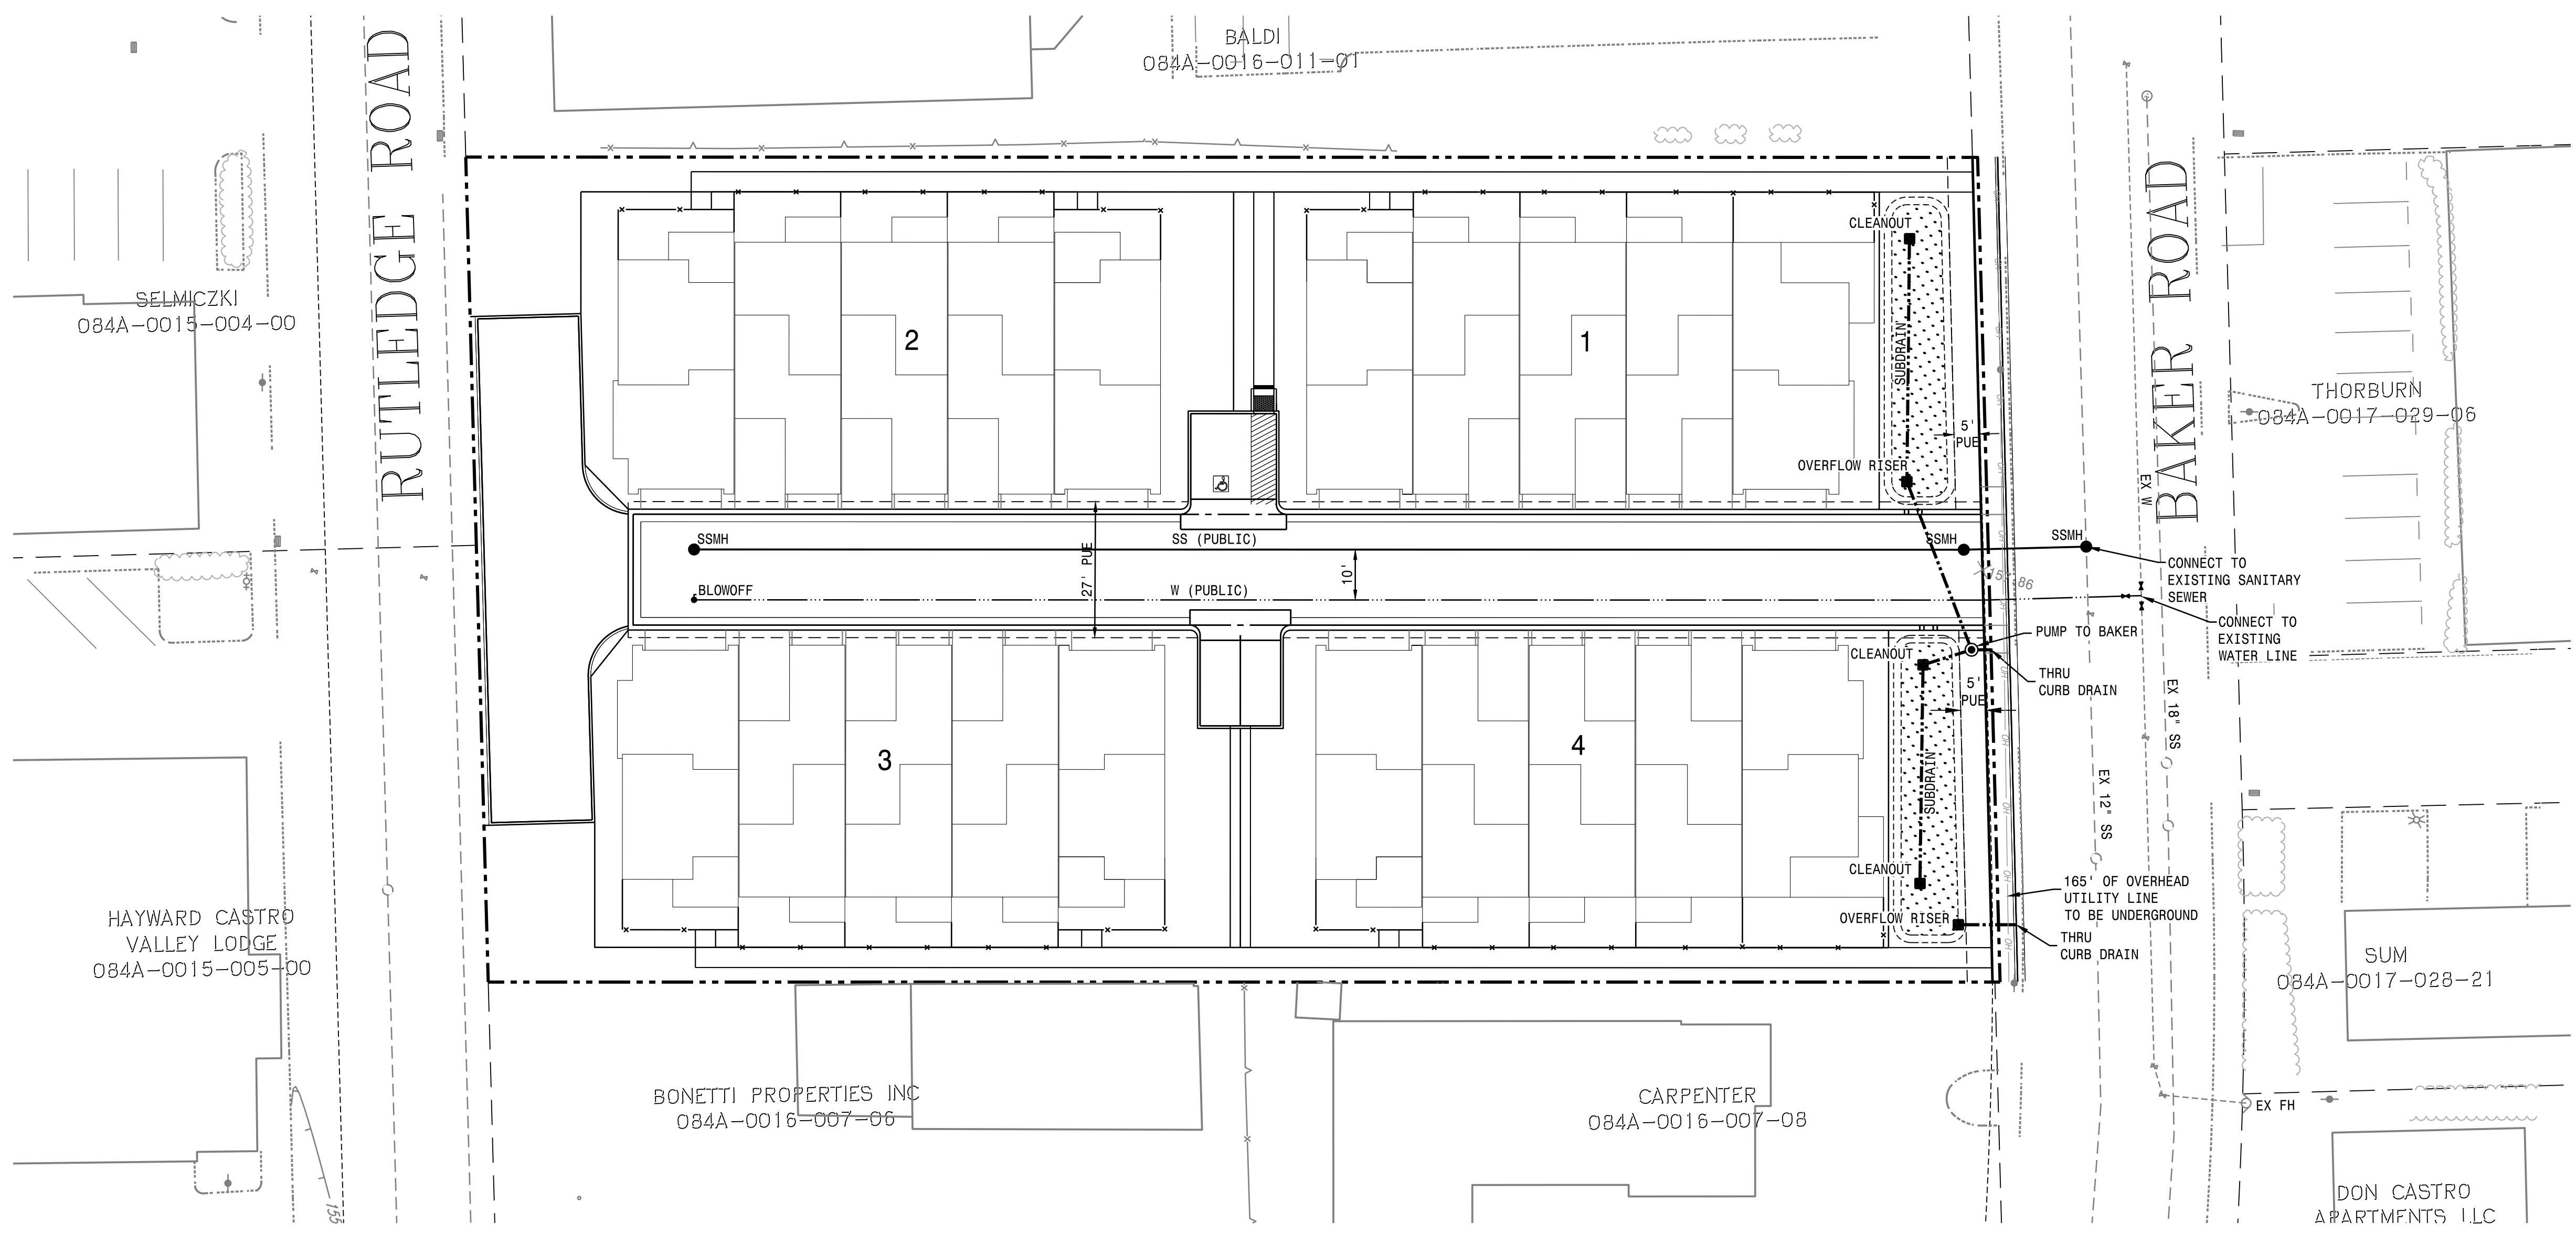 BALDI
084A-0016-011-01
RUTLEDGE ROAD
BAKER ROAD
SELMICZKI
084A-0015-004-00
THORBURN
084A-0017-029-06
2
1
CLEANOUT
SUBDRAIN
5'
PUE
OVERFLOW RISER
EX W
SSMH
SS (PUBLIC)
SSMH
SSMH
CONNECT TO
EXISTING SANITARY
SEWER
27' PUE
10'
BLOWOFF
W (PUBLIC)
CONNECT TO
EXISTING
WATER LINE
PUMP TO BAKER
CLEANOUT
THRU
CURB DRAIN
5'
PUE
EX 18" SS
3
4
SUBDRAIN
EX 12" SS
CLEANOUT
165' OF OVERHEAD
UTILITY LINE
TO BE UNDERGROUND
OVERFLOW RISER
THRU
CURB DRAIN
HAYWARD CASTRO
VALLEY LODGE
084A-0015-005-00
SUM
084A-0017-028-21
BONETTI PROPERTIES INC
084A-0016-007-06
CARPENTER
084A-0016-007-08
EX FH
155
DON CASTRO
APARTMENTS LLC